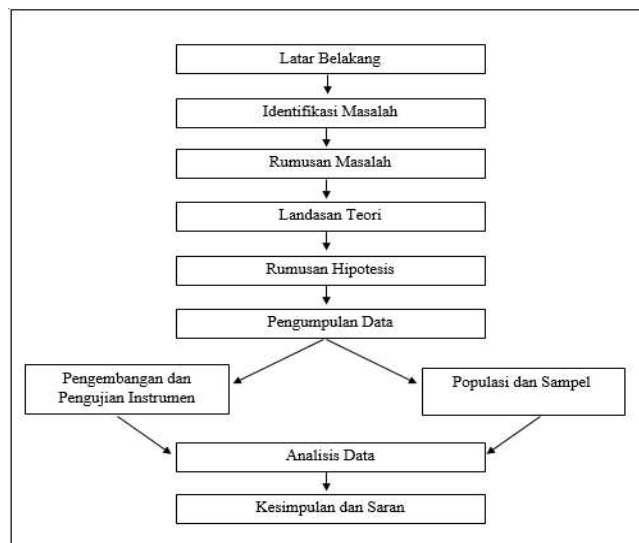 Latar Belakang
Identifikasi Masalah
Rumusan Masalah
Landasan Teori
Rumusan Hipotesis
Pengumpulan Data
Pengembangan dan
Pengujian Instrumen
Populasi dan Sampel
Analisis Data
Kesimpulan dan Saran